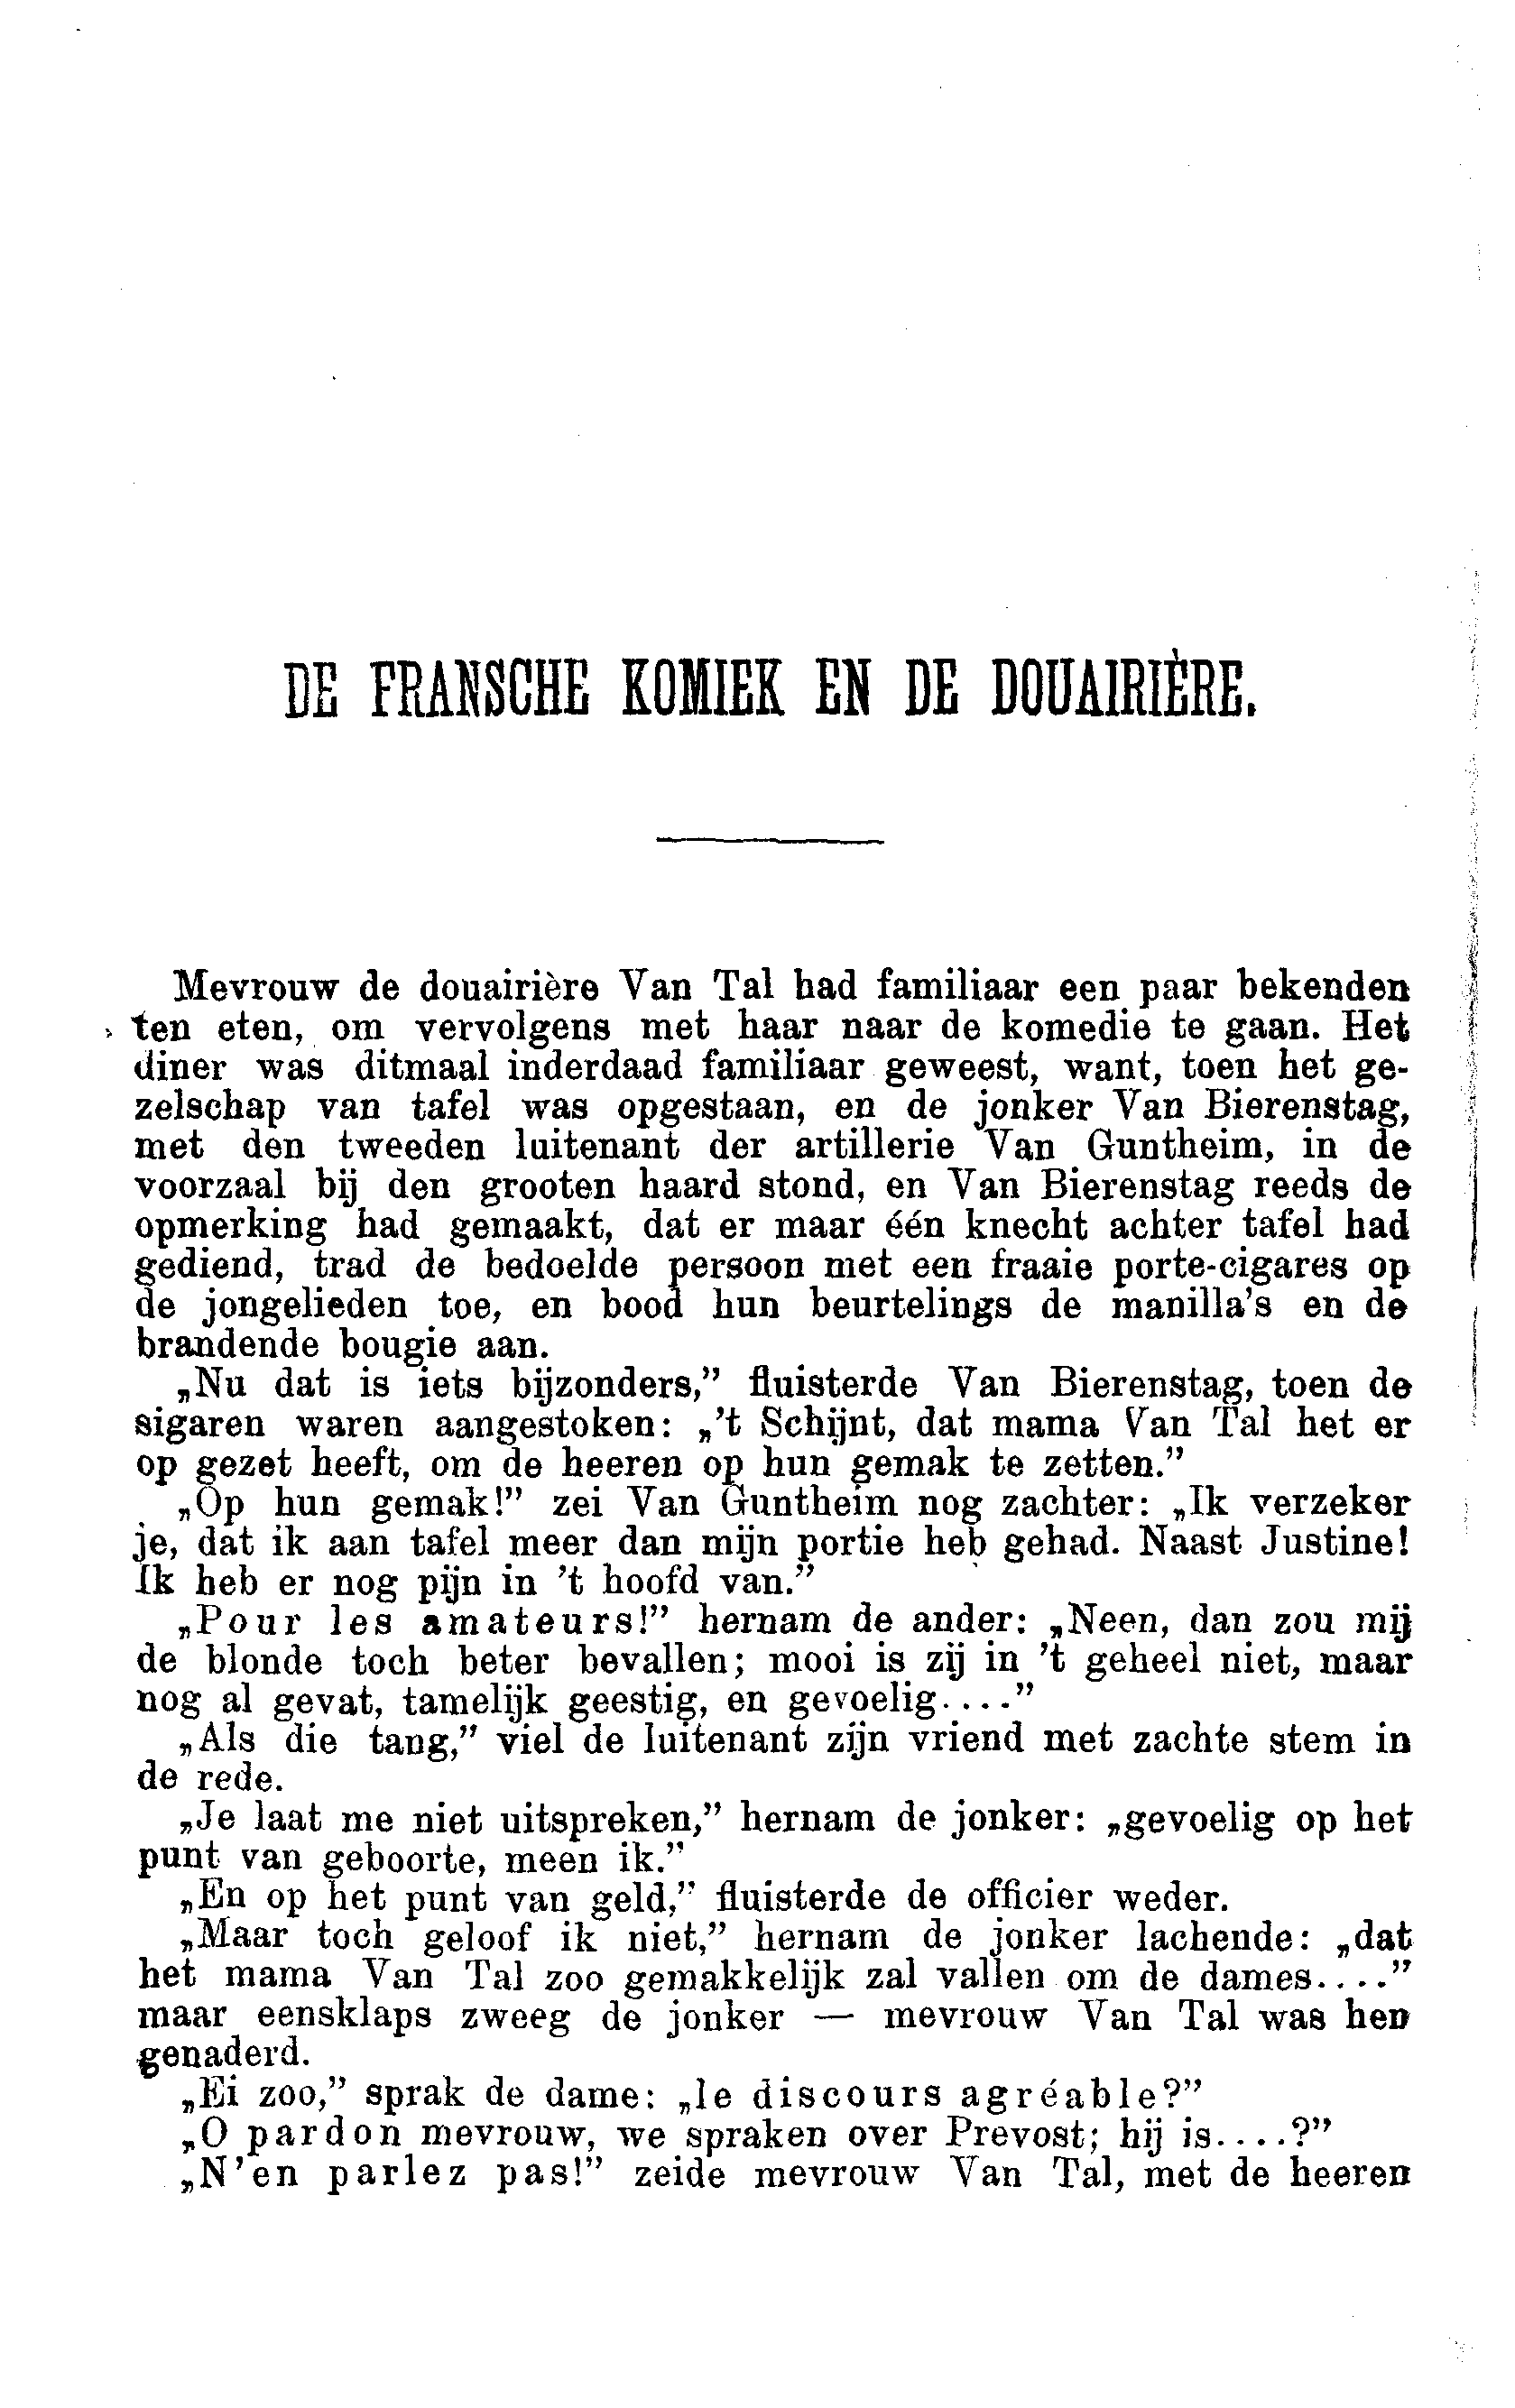 DE FRANSCHE KOMIEK EN DE DOUAIRIÈRE.
Mevrouw de douairière Van Tal had familiaar een paar bekenden
ten eten, om vervolgens met haar naar de komedie te gaan. Het
diner was ditmaal inderdaad familiaar geweest, want, toen het ge-
zelschap van tafel was opgestaan, en de jonker Van Bierenstag,
met den tweeden luitenant der artillerie Van Guntheim, in de
voorzaal bij den grooten haard stond, en Van Bierenstag reeds de
opmerking had gemaakt, dat er maar één knecht achter tafel had
gediend, trad de bedoelde persoon met een fraaie porte-cigares op
de jongelieden toe, en bood hun beurtelings de manilla's en de
brandende bougie aan.
„Nu dat is iets bijzonders,” fluisterde Van Bierenstag, toen de
sigaren waren aangestoken: „'t Schijnt, dat mama Van Tal het er
op gezet heeft, om de heeren op hun gemak te zetten.”
„Op hun gemak!” zei Van Guntheim nog zachter: „Ik verzeker
je, dat ik aan tafel meer dan mijn portie heb gehad. Naast Justine!
Ik heb er nog pijn in 't hoofd van.”
„Pour les amateurs!” hernam de ander: „Neen, dan zou mij
de blonde toch beter bevallen; mooi is zij in 't geheel niet, maar
nog al gevat, tamelijk geestig, en gevoelig....”
„Als die tang,” viel de luitenant zijn vriend met zachte stem in
de rede.
„Je laat me niet uitspreken,” hernam de jonker: „gevoelig op het
punt van geboorte, meen ik.”
„En op het punt van geld,” fluisterde de officier weder.
„Maar toch geloof ik niet,” hernam de jonker lachende: „dat
het mama Van Tal zoo gemakkelijk zal vallen om de dames....”
maar eensklaps zweeg de jonker — mevrouw Van Tal was hen
genaderd.
„Ei zoo,” sprak de dame: „le discours agréable?”
„O pardon mevrouw, we spraken over Prevost; hij is....?”
„N'en parlez pas!” zeide mevrouw Van Tal, met de heeren